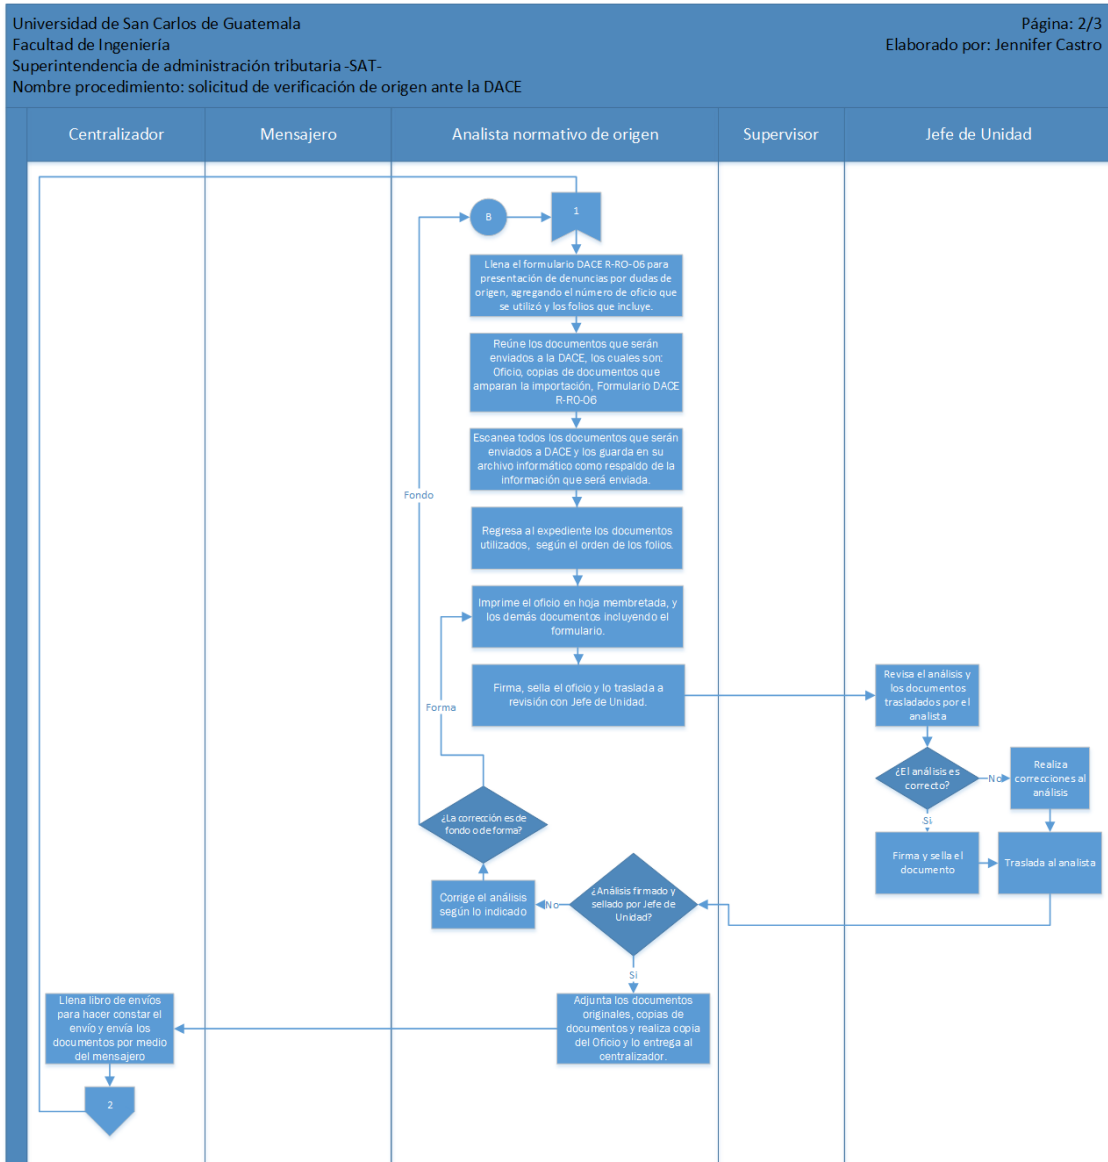 Universidad de San Carlos de Guatemala
Página: 2/3
Facultad de Ingeniería
Elaborado por: Jennifer Castro
Superintendencia de administración tributaria -SAT-
Nombre procedimiento: solicitud de verificación de origen ante la DACE
Centralizador
Mensajero
Analista normativo de origen
Supervisor
Jefe de Unidad
B
1
Llena el formulario DACE R-RO-06 para
presentación de denuncias por dudas de
origen, agregando el número de oficio que
se utilizó y los folios que incluye.
Reúne los documentos que serán
enviados a la DACE, los cuales son:
Oficio, copias de documentos que
amparan la importación, Formulario DACE
R-RO-06
Escanea todos los documentos que serán
enviados a DACE y los guarda en su
archivo informático como respaldo de la
información que será enviada.
Fondo
Regresa al expediente los documentos
utilizados, según el orden de los folios.
Imprime el oficio en hoja membretada, y
los demás documentos incluyendo el
formulario.
Firma, sella el oficio y lo traslada a
revisión con Jefe de Unidad.
Forma
Revisa el análisis y
los documentos
trasladados por el
analista
¿El análisis es
correcto?
No
Realiza
correcciones al
análisis
Si
Firma y sella el
documento
Traslada al analista
¿La corrección es de
fondo o de forma?
Corrige el análisis
según lo indicado
No
¿Análisis firmado y
sellado por Jefe de
Unidad?
Si
Adjunta los documentos
originales, copias de
documentos y realiza copia
del Oficio y lo entrega al
centralizador.
Llena libro de envíos
para hacer constar el
envío y envía los
documentos por medio
del mensajero
2